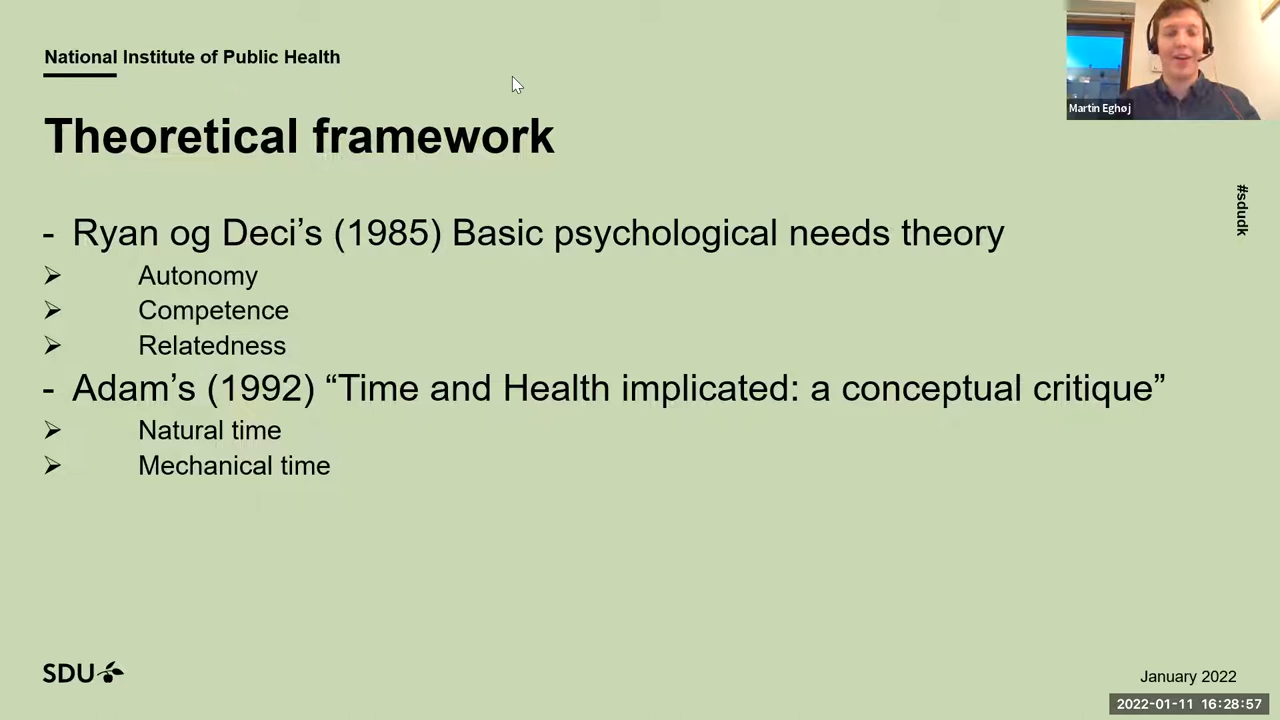 National Institute of Public Health
Martin Eghøj
Theoretical framework
#sdudk
- Ryan og Deci’s (1985) Basic psychological needs theory
➢ Autonomy
➢ Competence
➢ Relatedness
- Adam’s (1992) “Time and Health implicated: a conceptual critique”
➢ Natural time
➢ Mechanical time
SDU
January 2022
2022-01-11 16:28:57